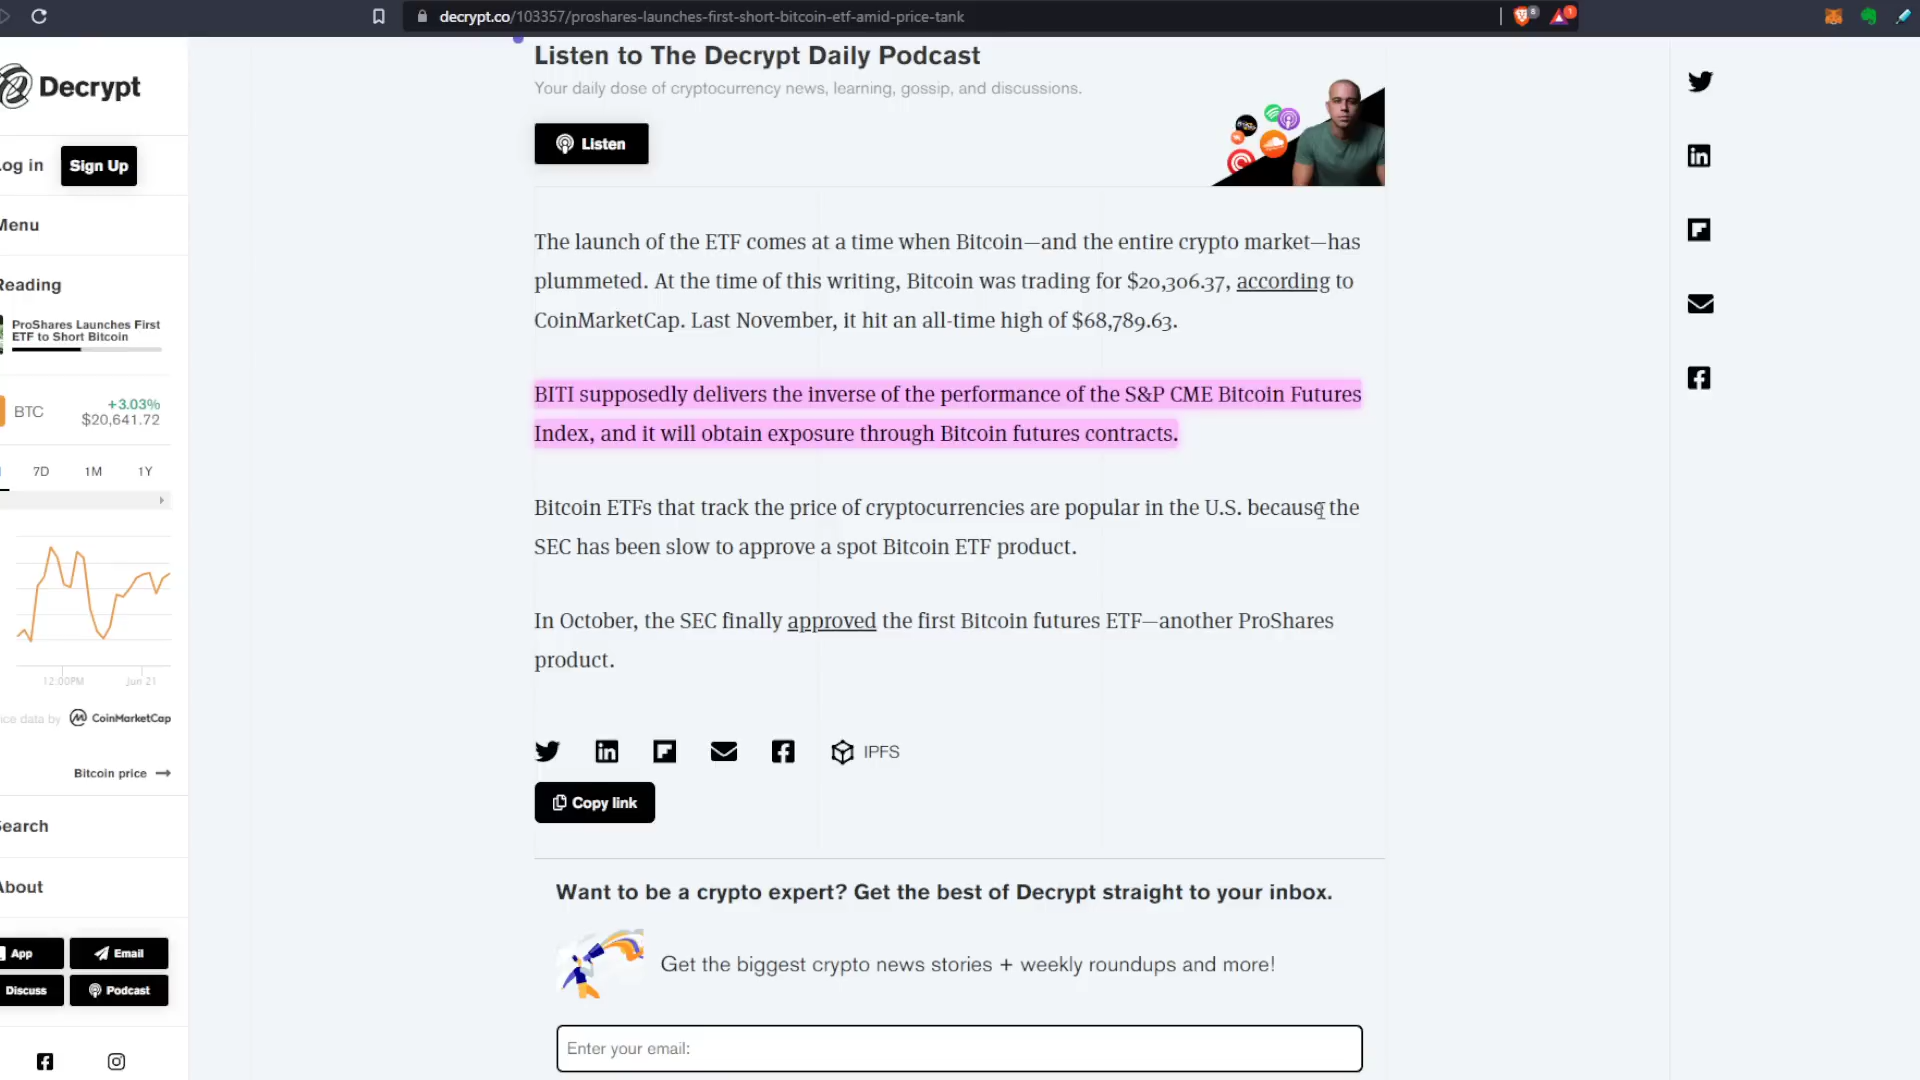 decrypt.co/103357/proshares-launches-first-short-bitcoin-etf-amid-price-tank
8
1
Decrypt
og in
Sign Up
Menu
Reading
ProShares Launches First
ETF to Short Bitcoin
BTC
+3.03%
$20,641.72
7D
1M
1Y
12:00PM
Jun 21
ice data by
CoinMarketCap
Bitcoin price →
Search
About
App
Email
Discuss
Podcast
Listen to The Decrypt Daily Podcast
Your daily dose of cryptocurrency news, learning, gossip, and discussions.
Listen
The launch of the ETF comes at a time when Bitcoin—and the entire crypto market—has
plummeted. At the time of this writing, Bitcoin was trading for $20,306.37, according to
CoinMarketCap. Last November, it hit an all-time high of $68,789.63.
BITI supposedly delivers the inverse of the performance of the S&P CME Bitcoin Futures
Index, and it will obtain exposure through Bitcoin futures contracts.
Bitcoin ETFs that track the price of cryptocurrencies are popular in the U.S. because the
SEC has been slow to approve a spot Bitcoin ETF product.
In October, the SEC finally approved the first Bitcoin futures ETF—another ProShares
product.
IPFS
Copy link
Want to be a crypto expert? Get the best of Decrypt straight to your inbox.
Get the biggest crypto news stories + weekly roundups and more!
Enter your email: